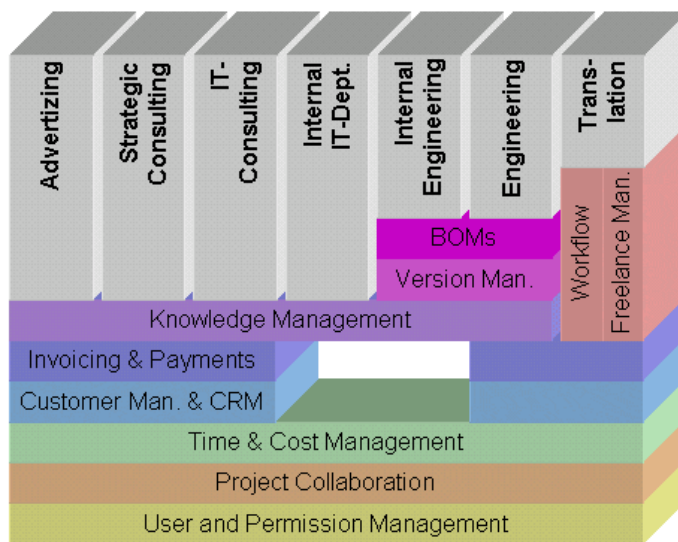 Advertizing
Strategic
Consulting
IT-
Consulting
Internal
IT-Dept.
Internal
Engineering
Engineering
Trans-
lation
BOMs
Version Man.
Workflow
Freelance Man.
Knowledge Management
Invoicing & Payments
Customer Man. & CRM
Time & Cost Management
Project Collaboration
User and Permission Management